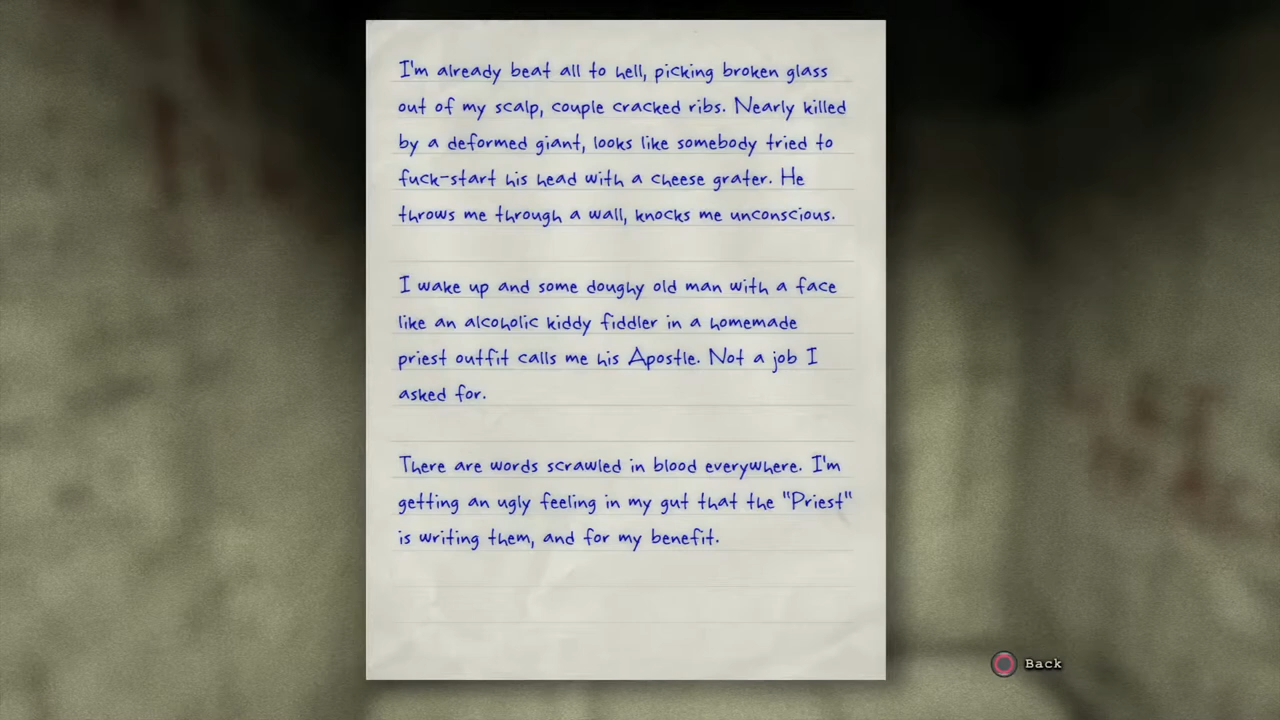 I'm already beat all to hell, picking broken glass
out of my scalp, couple cracked ribs. Nearly killed
by a deformed giant, looks like somebody tried to
fuck-start his head with a cheese grater. He
throws me through a wall, knocks me unconscious.
I wake up and some doughy old man with a face
like an alcoholic kiddy fiddler in a homemade
priest outfit calls me his Apostle. Not a job I
asked for.
There are words scrawled in blood everywhere. I'm
getting an ugly feeling in my gut that the "Priest"
is writing them, and for my benefit.
Back